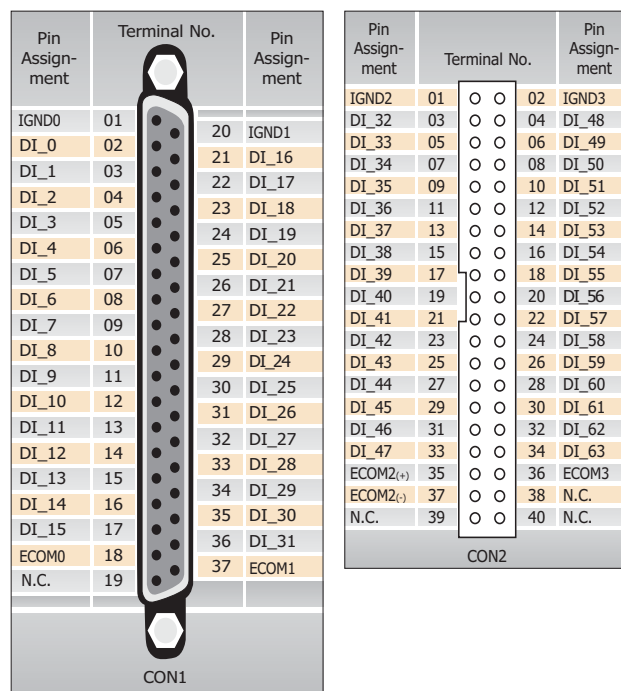 Pin Assign-ment Terminal No. Pin Assign-ment
IGND0 01
20 IGND1
DI_0 02
21 DI_16
DI_1 03
22 DI_17
DI_2 04
23 DI_18
DI_3 05
24 DI_19
DI_4 06
25 DI_20
DI_5 07
26 DI_21
DI_6 08
27 DI_22
DI_7 09
28 DI_23
DI_8 10
29 DI_24
DI_9 11
30 DI_25
DI_10 12
31 DI_26
DI_11 13
32 DI_27
DI_12 14
33 DI_28
DI_13 15
34 DI_29
DI_14 16
35 DI_30
DI_15 17
36 DI_31
ECOM0 18
37 ECOM1
N.C. 19
CON1
Pin Assign-ment Terminal No. Pin Assign-ment
IGND2 01 02 IGND3
DI_32 03 04 DI_48
DI_33 05 06 DI_49
DI_34 07 08 DI_50
DI_35 09 10 DI_51
DI_36 11 12 DI_52
DI_37 13 14 DI_53
DI_38 15 16 DI_54
DI_39 17 18 DI_55
DI_40 19 20 DI_56
DI_41 21 22 DI_57
DI_42 23 24 DI_58
DI_43 25 26 DI_59
DI_44 27 28 DI_60
DI_45 29 30 DI_61
DI_46 31 32 DI_62
DI_47 33 34 DI_63
ECOM2(+) 35 36 ECOM3
ECOM2(-) 37 38 N.C.
N.C. 39 40 N.C.
CON2